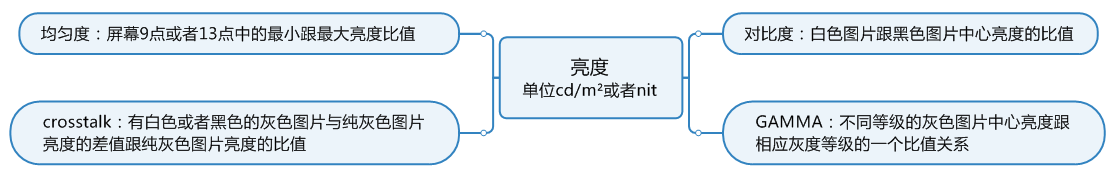 均匀度：屏幕9点或者13点中的最小跟最大亮度比值
crosstalk：有白色或者黑色的灰色图片与纯灰色图片
亮度的差值跟纯灰色图片亮度的比值
亮度
单位cd/m²或者nit
对比度：白色图片跟黑色图片中心亮度的比值
GAMMA：不同等级的灰色图片中心亮度跟
相应灰度等级的一个比值关系